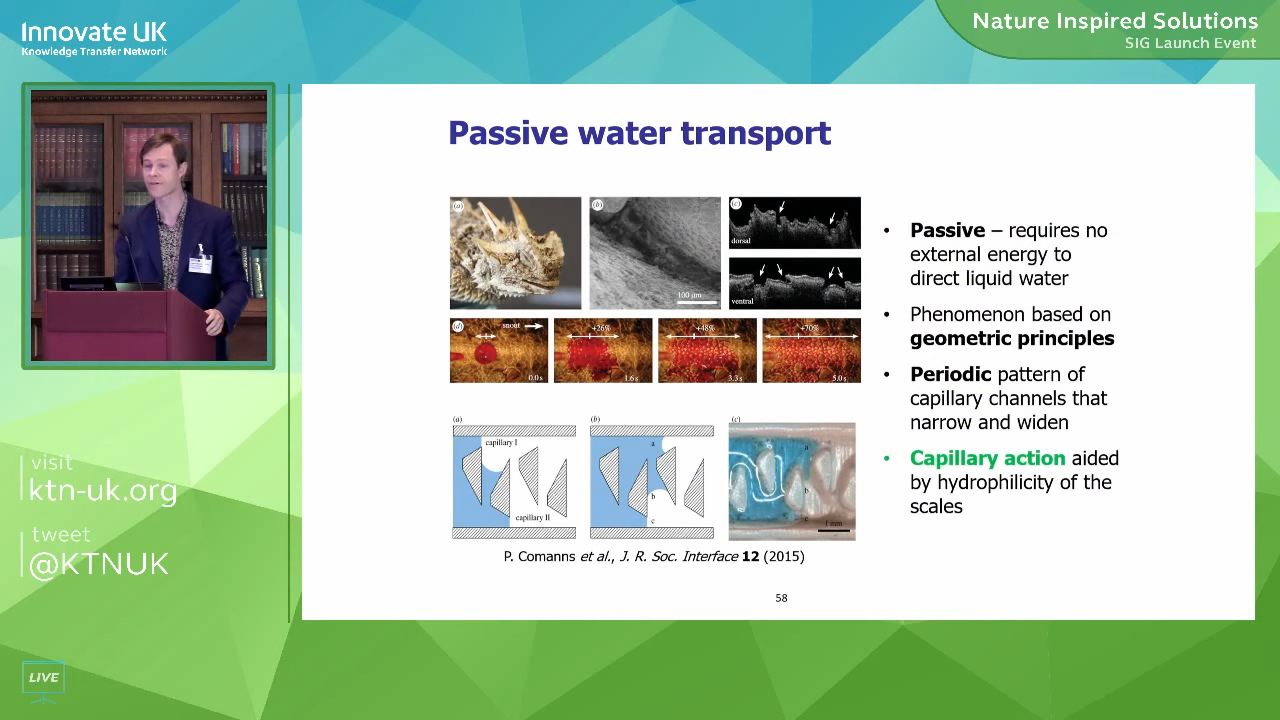 Innovate UK
Knowledge Transfer Network
Nature Inspired Solutions
SIG Launch Event
Passive water transport
(a)
(b)
(c)
dorsal
100 µm
ventral
(d)
snout
0.0 s
+26%
1.6 s
+48%
3.3 s
+70%
5.0 s
(a)
capillary I
capillary II
(b)
a
b
c
(c)
a
b
c
1 mm
P. Comanns et al., J. R. Soc. Interface 12 (2015)
58
• Passive – requires no
external energy to
direct liquid water
• Phenomenon based on
geometric principles
• Periodic pattern of
capillary channels that
narrow and widen
• Capillary action aided
by hydrophilicity of the
scales
visit
ktn-uk.org
tweet
@KTNUK
LIVE